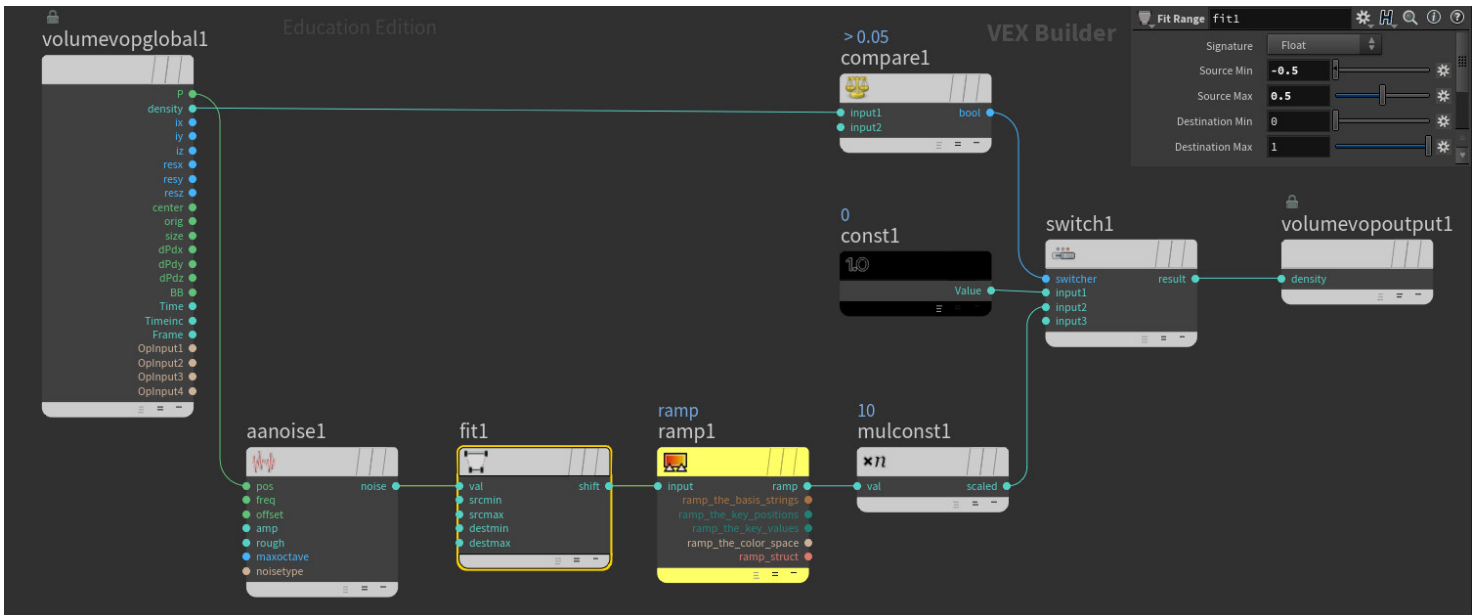 Education Edition
VEX Builder
volumevopglobal1
P
density
ix
iy
iz
resx
resy
resz
center
orig
size
dPdx
dPdy
dPdz
BB
Time
Timeinc
Frame
OpInput1
OpInput2
OpInput3
OpInput4
> 0.05
compare1
input1 bool
input2
Fit Range fit1
Signature Float
Source Min -0.5
Source Max 0.5
Destination Min 0
Destination Max 1
0
const1
1.0
Value
switch1
switcher result
input1
input2
input3
volumevopoutput1
density
aanoise1
pos noise
freq
offset
amp
rough
maxoctave
noisetype
fit1
val shift
srcmin
srcmax
destmin
destmax
ramp
ramp1
input ramp
ramp_the_basis_strings
ramp_the_key_positions
ramp_the_key_values
ramp_the_color_space
ramp_struct
10
mulconst1
×n
val scaled